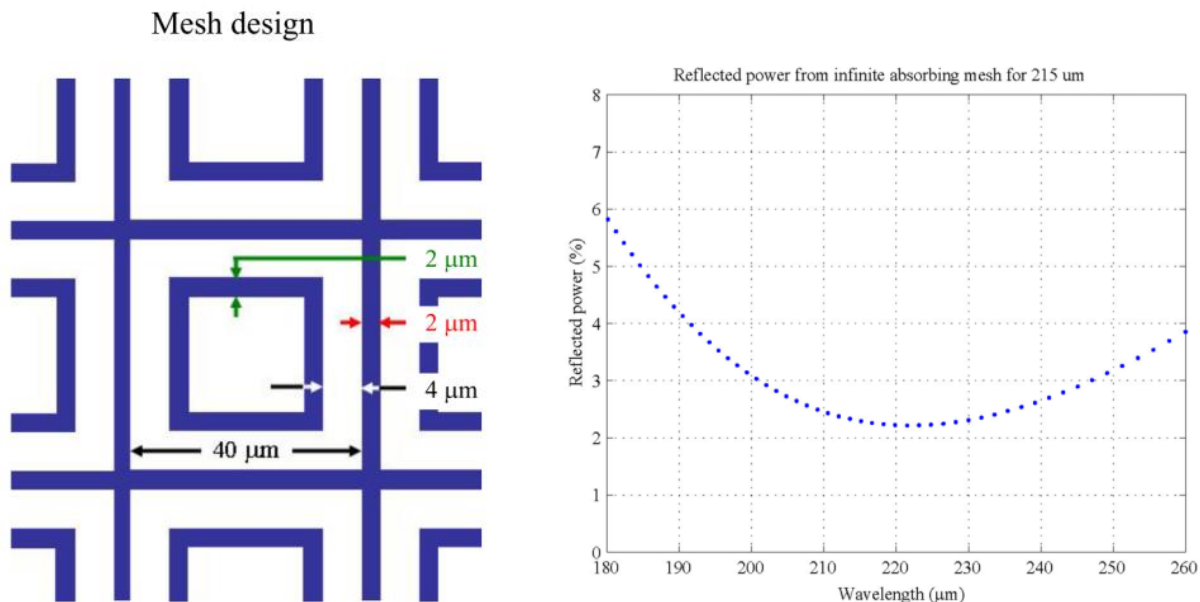 Mesh design
2 μm
2 μm
4 μm
40 μm
Reflected power from infinite absorbing mesh for 215 um
Reflected power (%)
8
7
6
5
4
3
2
1
0
180 190 200 210 220 230 240 250 260
Wavelength (μm)